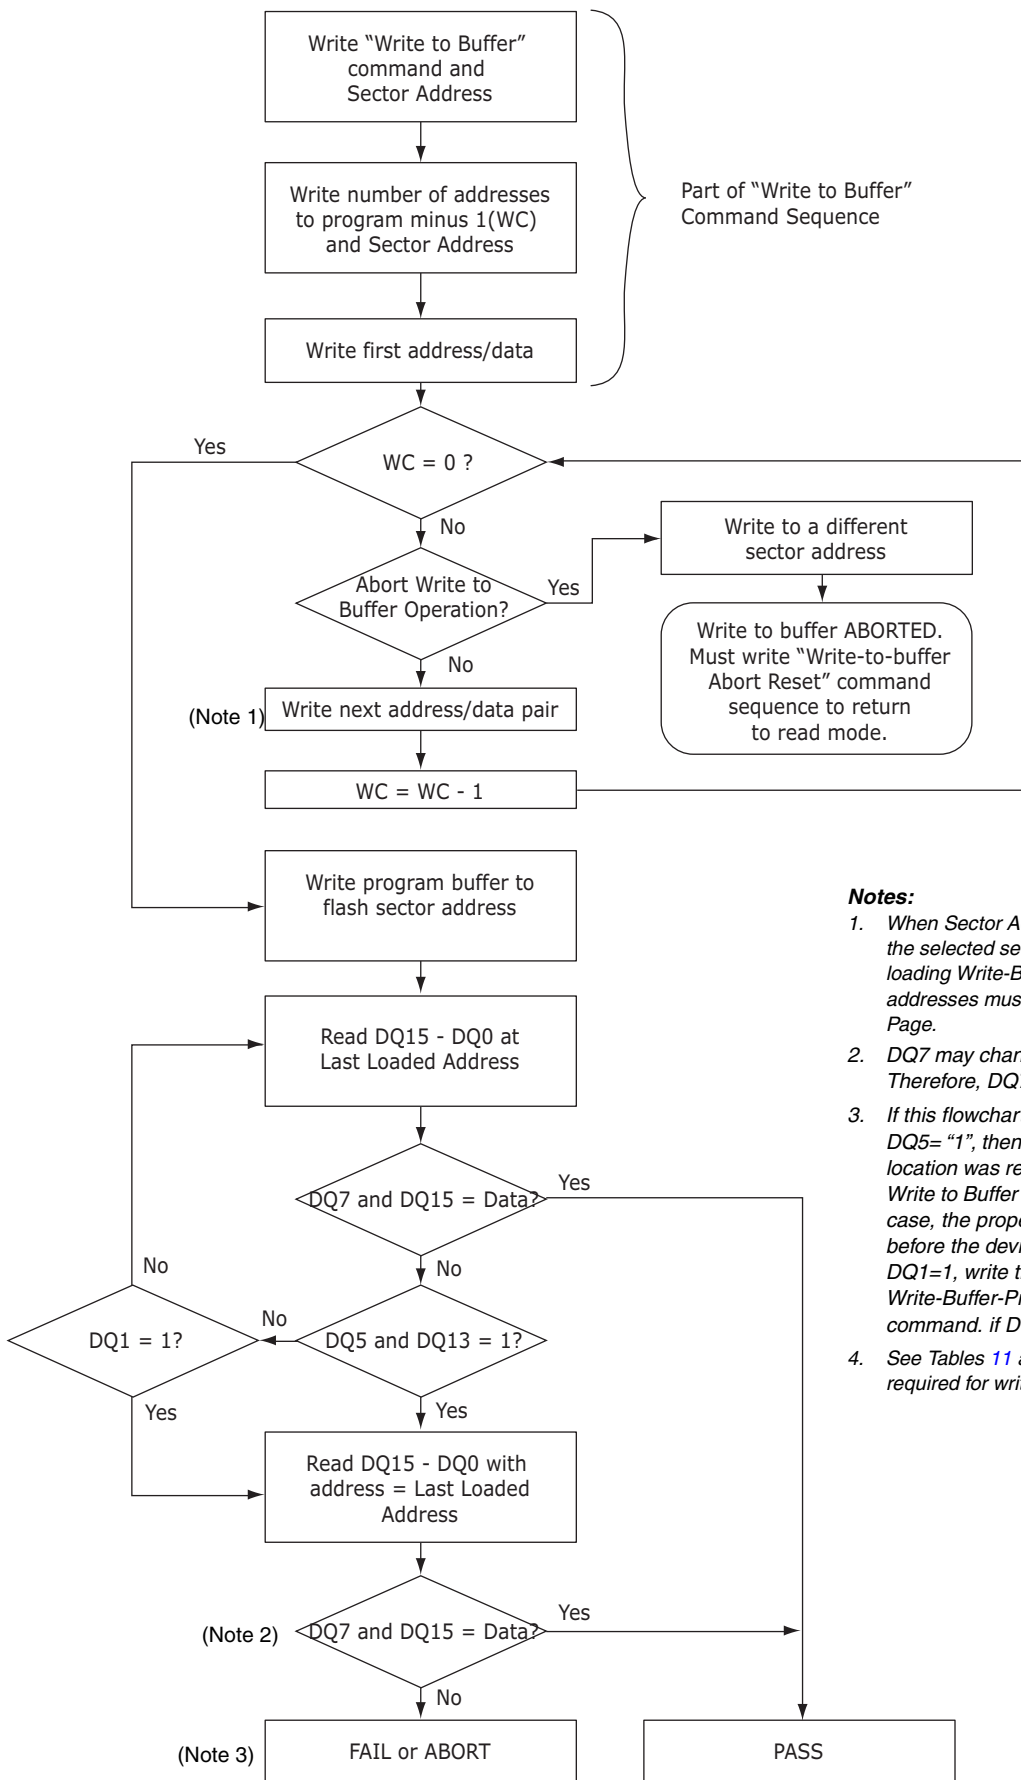 Write “Write to Buffer”
command and
Sector Address
Write number of addresses
to program minus 1(WC)
and Sector Address
Part of “Write to Buffer”
Command Sequence
Write first address/data
Yes
WC = 0 ?
No
Write to a different
sector address
Abort Write to
Buffer Operation?
Yes
Write to buffer ABORTED.
Must write “Write-to-buffer
Abort Reset” command
sequence to return
to read mode.
No
(Note 1)
Write next address/data pair
WC = WC - 1
Write program buffer to
flash sector address
Notes:
1. When Sector A
the selected se
loading Write-B
addresses mus
Page.
2. DQ7 may chan
Therefore, DQ
3. If this flowchar
DQ5= “1”, then
location was re
Write to Buffer
case, the prope
before the devi
DQ1=1, write t
Write-Buffer-P
command. if D
4. See Tables 11 a
required for writ
Read DQ15 - DQ0 at
Last Loaded Address
DQ7 and DQ15 = Data?
Yes
No
No
DQ1 = 1?
No
DQ5 and DQ13 = 1?
Yes
Yes
Read DQ15 - DQ0 with
address = Last Loaded
Address
(Note 2)
DQ7 and DQ15 = Data?
Yes
No
(Note 3)
FAIL or ABORT
PASS